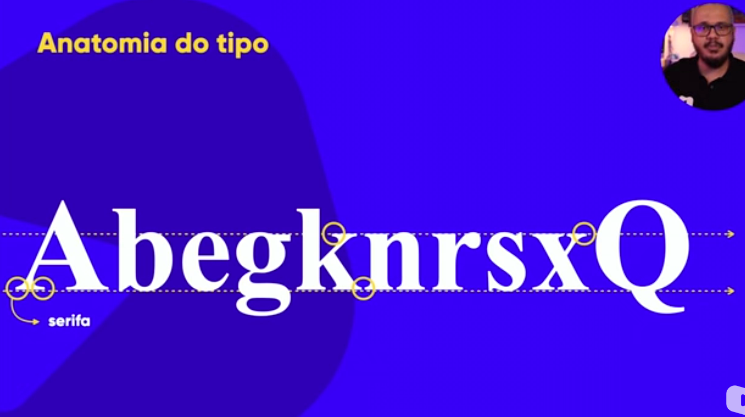 Anatomia do tipo
AbegknrsxQ
serifa